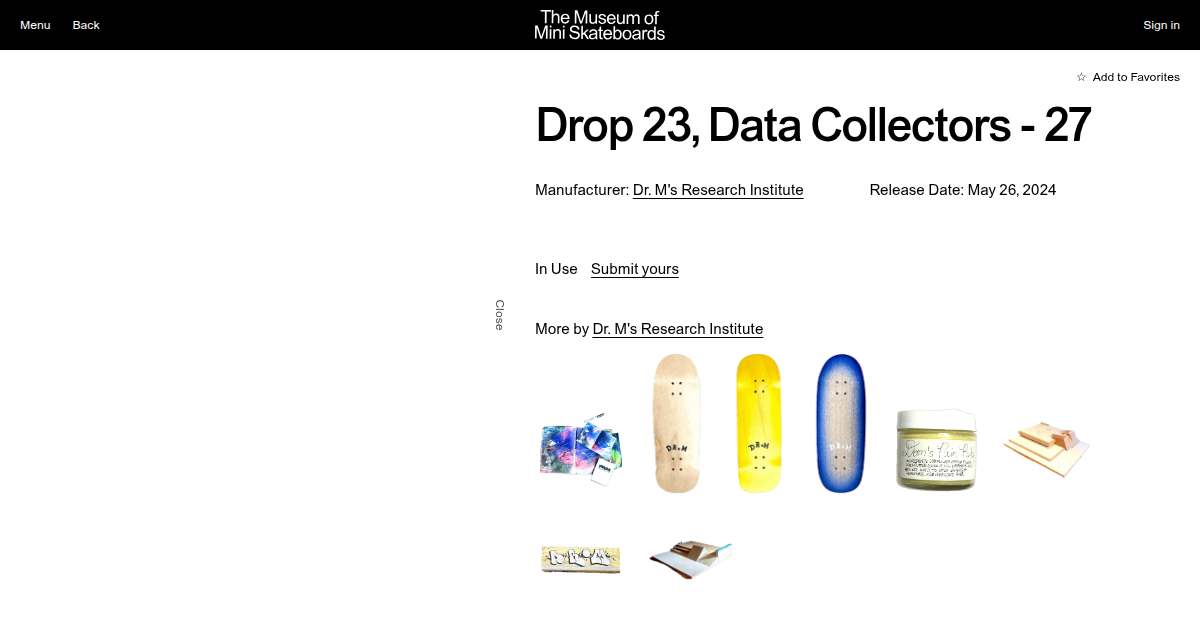 Menu
Back
The Museum of
Mini Skateboards
Sign in
☆ Add to Favorites
Drop 23, Data Collectors - 27
Manufacturer: Dr. M's Research Institute
Release Date: May 26, 2024
In Use Submit yours
Close
More by Dr. M's Research Institute